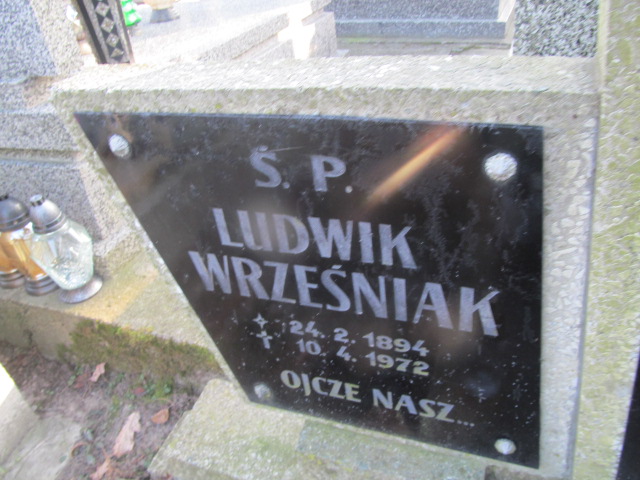 Ś. P.
LUDWIK
WRZEŚNIAK
24. 2. 1894
10. 4. 1972
OJCZE NASZ...